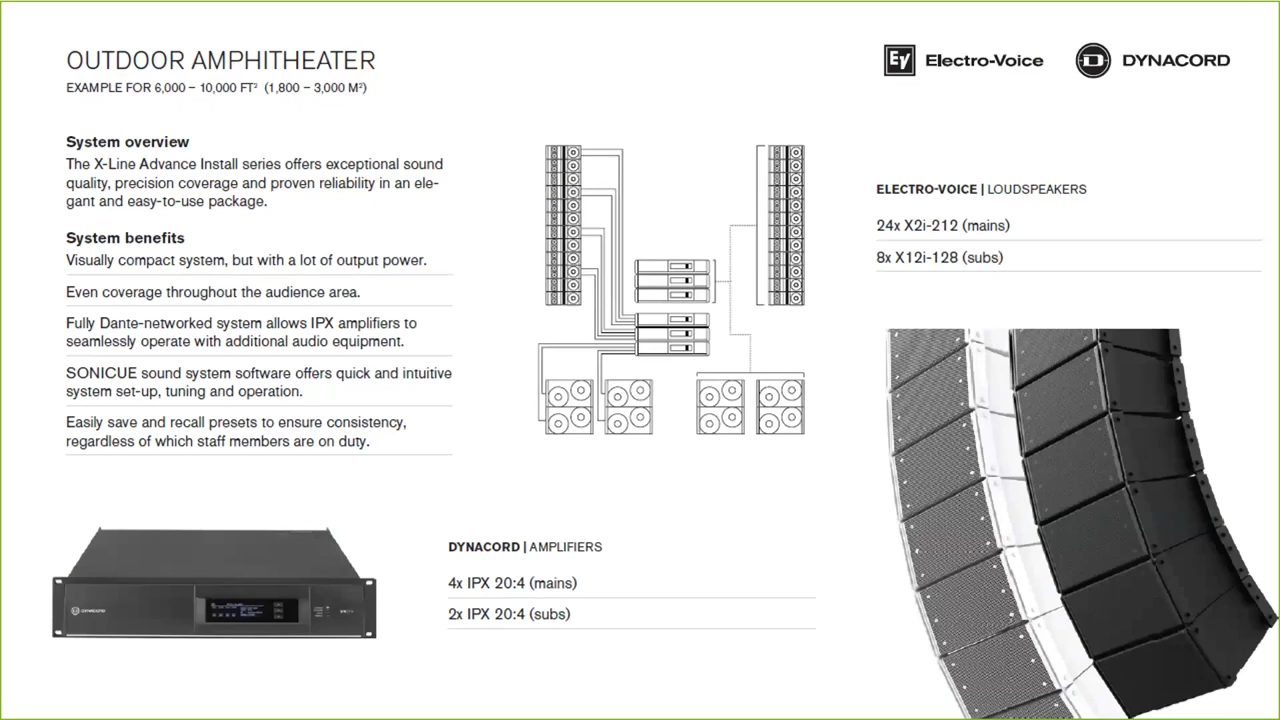 OUTDOOR AMPHITHEATER
EXAMPLE FOR 6,000 – 10,000 FT² (1,800 – 3,000 M²)
EV Electro-Voice
D DYNACORD
System overview
The X-Line Advance Install series offers exceptional sound
quality, precision coverage and proven reliability in an ele-
gant and easy-to-use package.
System benefits
Visually compact system, but with a lot of output power.
Even coverage throughout the audience area.
Fully Dante-networked system allows IPX amplifiers to
seamlessly operate with additional audio equipment.
SONICUE sound system software offers quick and intuitive
system set-up, tuning and operation.
Easily save and recall presets to ensure consistency,
regardless of which staff members are on duty.
ELECTRO-VOICE | LOUDSPEAKERS
24x X2i-212 (mains)
8x X12i-128 (subs)
DYNACORD
DYNACORD | AMPLIFIERS
4x IPX 20:4 (mains)
2x IPX 20:4 (subs)